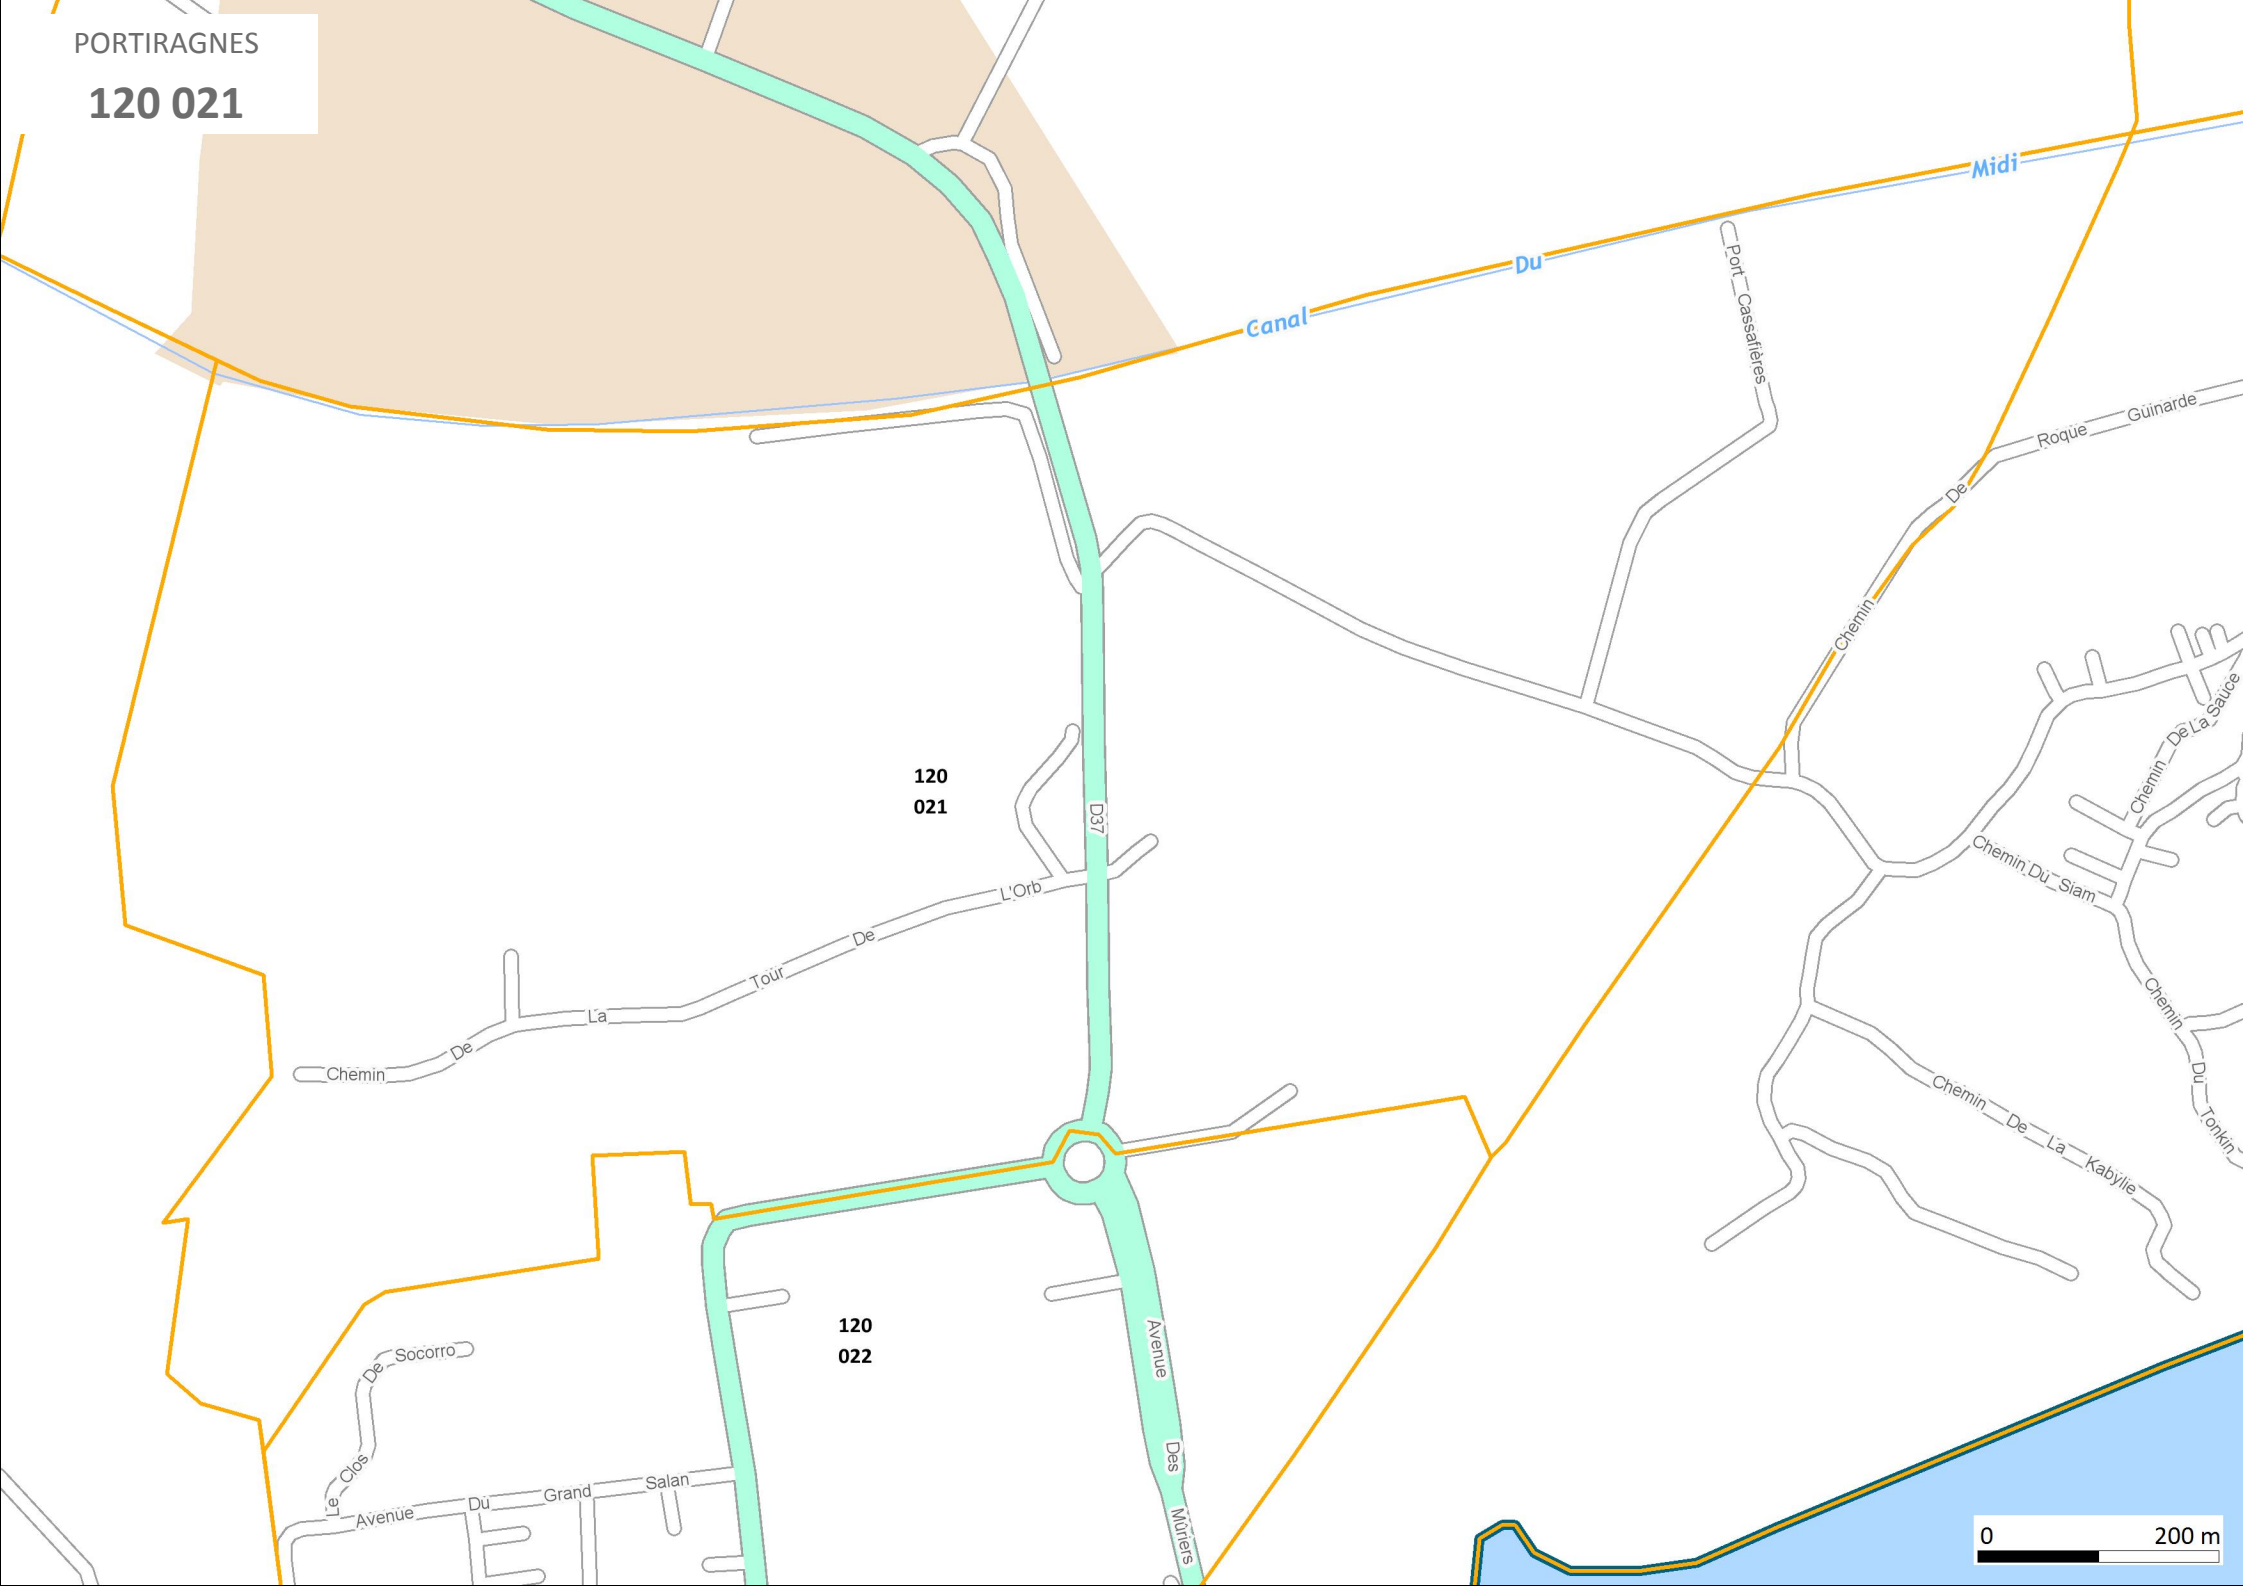 PORTIRAGNES
120 021
Canal Du Midi
Port Cassafières
Chemin De Roque Guinarde
Chemin De La Sauce
120
021
D37
Chemin Du Siam
Chemin De La Tour De L'Orb
Chemin Du Tonkin
Chemin De La Kabylie
120
022
Avenue Des Mûriers
Le Clos De Socorro
Avenue Du Grand Salan
0 200 m